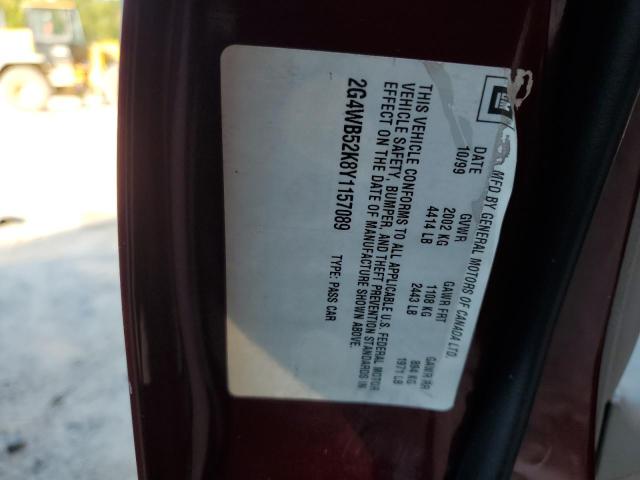 GM
MFD BY GENERAL MOTORS OF CANADA LTD.
DATE GVWR GAWR FRT GAWR RR
10/99 2002 KG 1108 KG 894 KG
4414 LB 2443 LB 1971 LB
THIS VEHICLE CONFORMS TO ALL APPLICABLE U.S. FEDERAL MOTOR
VEHICLE SAFETY, BUMPER, AND THEFT PREVENTION STANDARDS IN
EFFECT ON THE DATE OF MANUFACTURE SHOWN ABOVE.
2G4WB52K8Y1157089 TYPE: PASS CAR